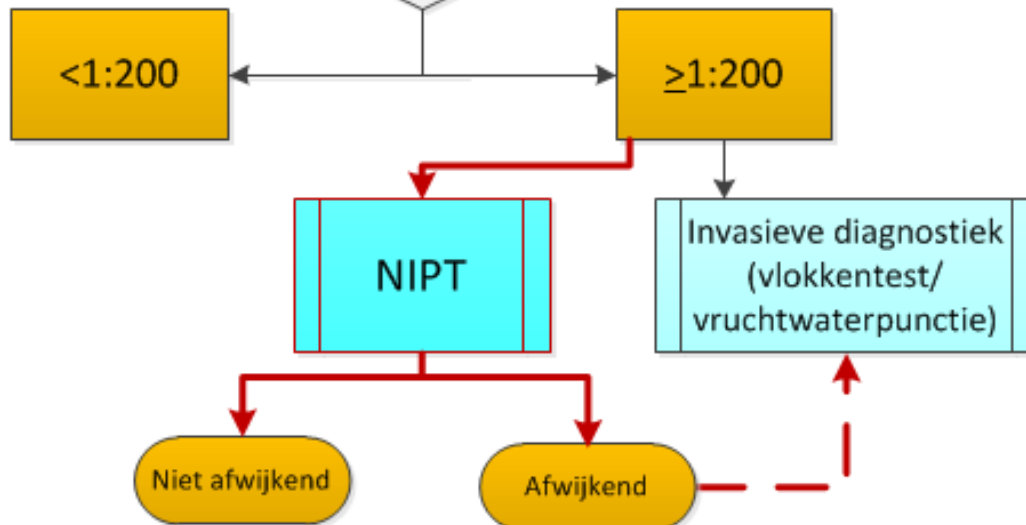 <1:200
≥1:200
NIPT
Invasieve diagnostiek
(vlokkentest/
vruchtwaterpunctie)
Niet afwijkend
Afwijkend